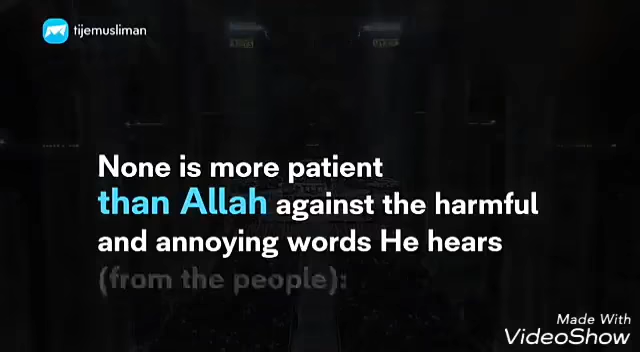 tijemusliman
None is more patient
than Allah against the harmful
and annoying words He hears
(from the people):
Made With
VideoShow